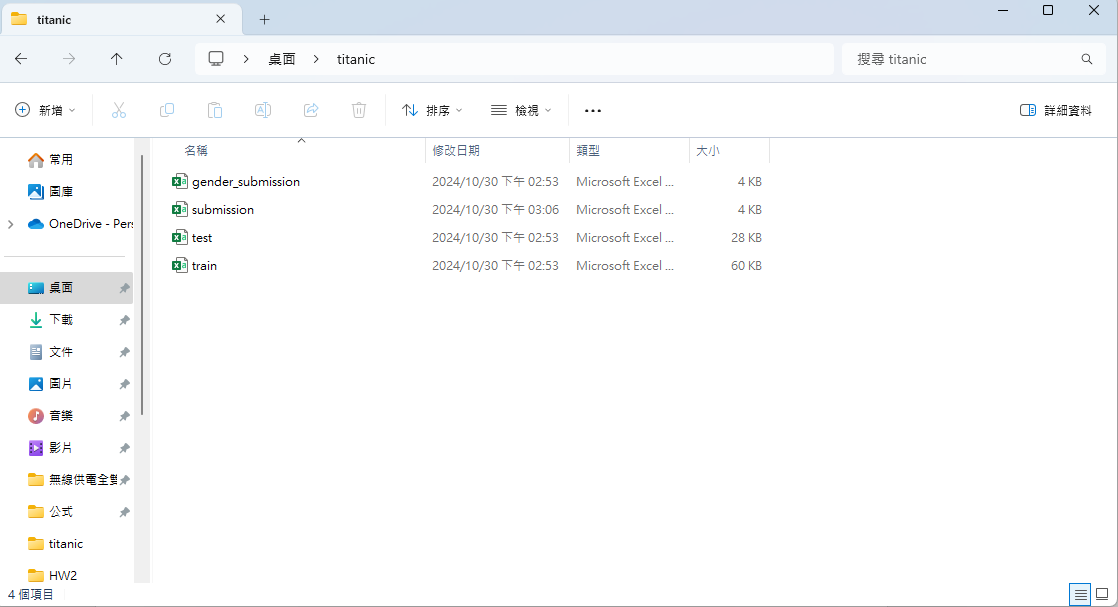 titanic
桌面 titanic
搜尋 titanic
新增
排序
檢視
詳細資料
名稱 修改日期 類型 大小
gender_submission 2024/10/30 下午 02:53 Microsoft Excel ... 4 KB
submission 2024/10/30 下午 03:06 Microsoft Excel ... 4 KB
test 2024/10/30 下午 02:53 Microsoft Excel ... 28 KB
train 2024/10/30 下午 02:53 Microsoft Excel ... 60 KB
常用
圖庫
OneDrive - Pers
桌面
下載
文件
圖片
音樂
影片
無線供電全
公式
titanic
HW2
4 個項目